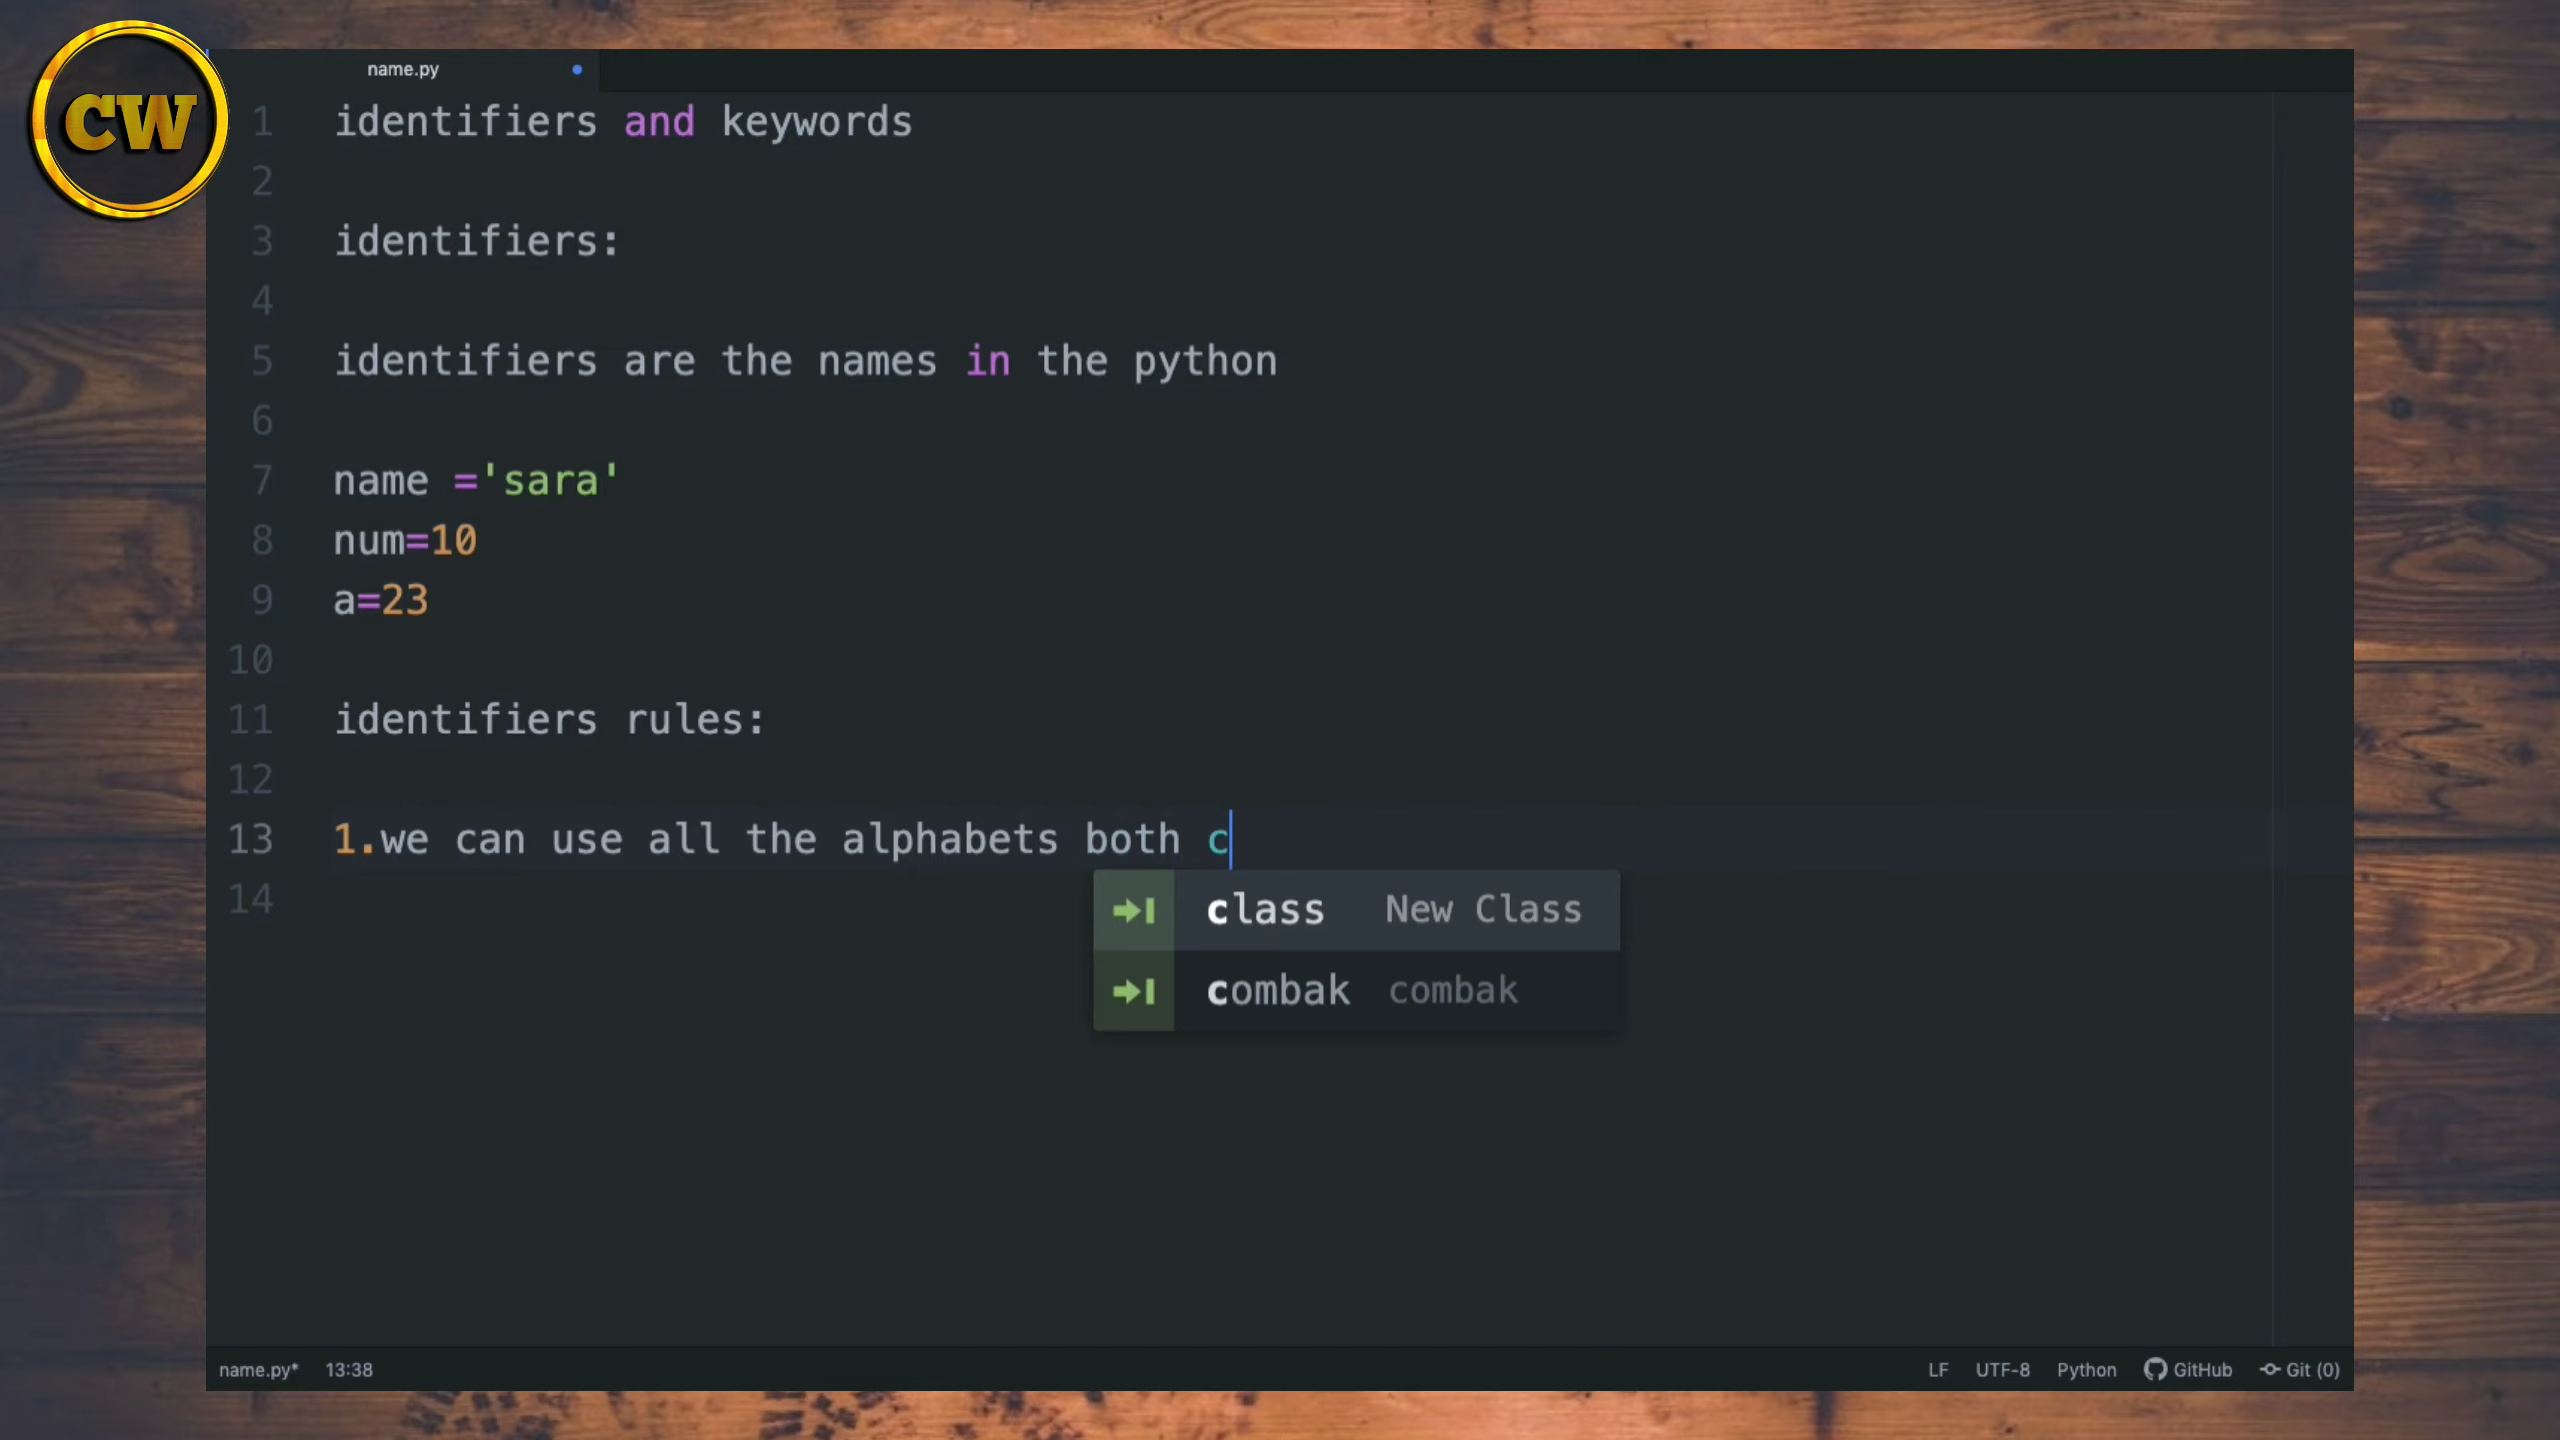 CW
name.py
1 identifiers and keywords
2
3 identifiers:
4
5 identifiers are the names in the python
6
7 name ='sara'
8 num=10
9 a=23
10
11 identifiers rules:
12
13 1.we can use all the alphabets both c
14
class New Class
combak combak
name.py* 13:38 LF UTF-8 Python GitHub Git (0)